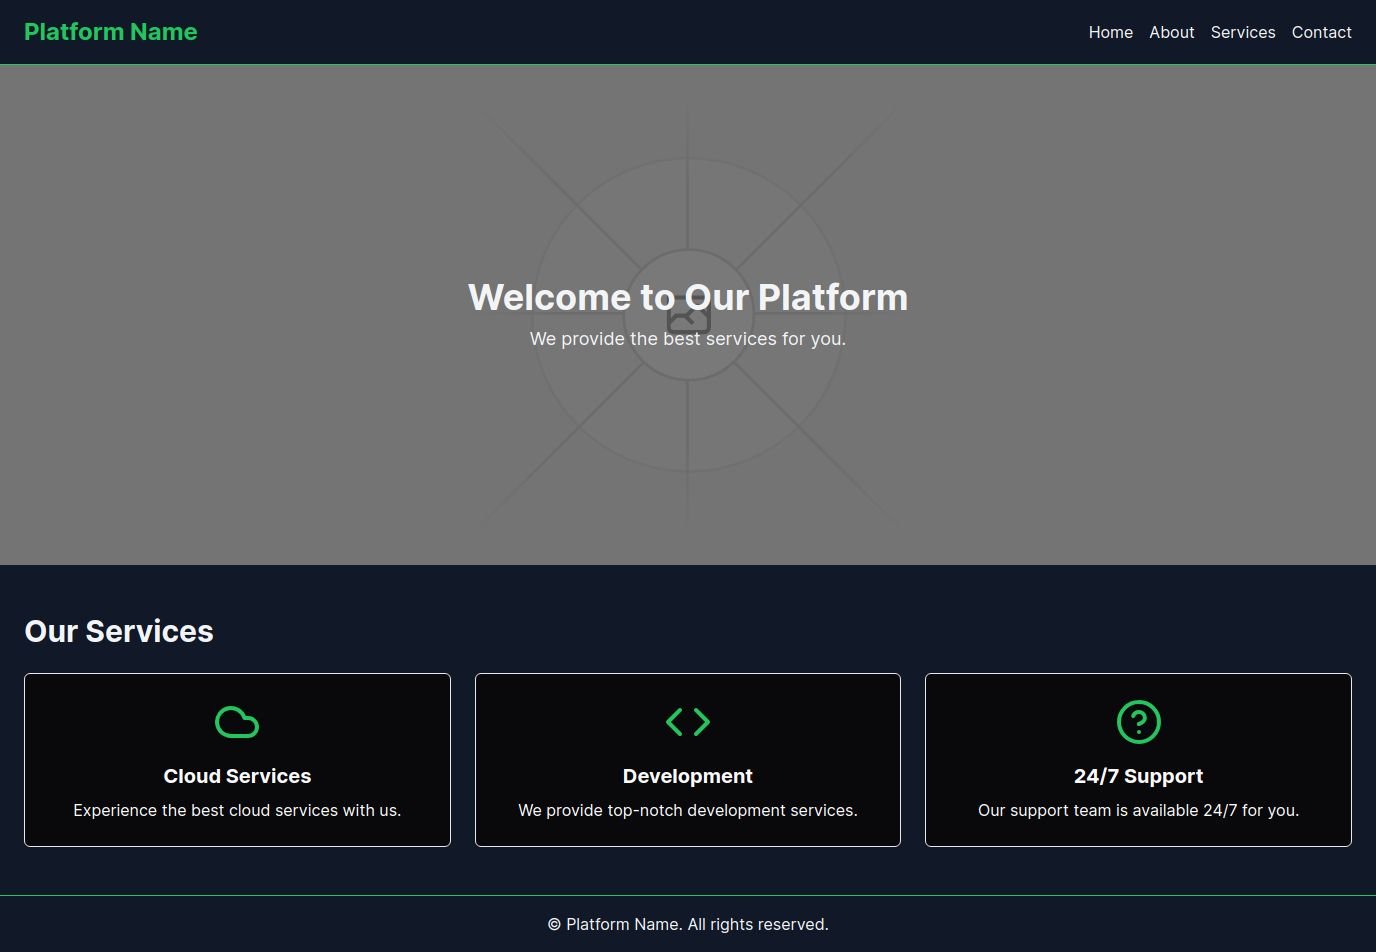 Platform Name
Home About Services Contact
Welcome to Our Platform
We provide the best services for you.
Our Services
Cloud Services
Experience the best cloud services with us.
Development
We provide top-notch development services.
24/7 Support
Our support team is available 24/7 for you.
© Platform Name. All rights reserved.